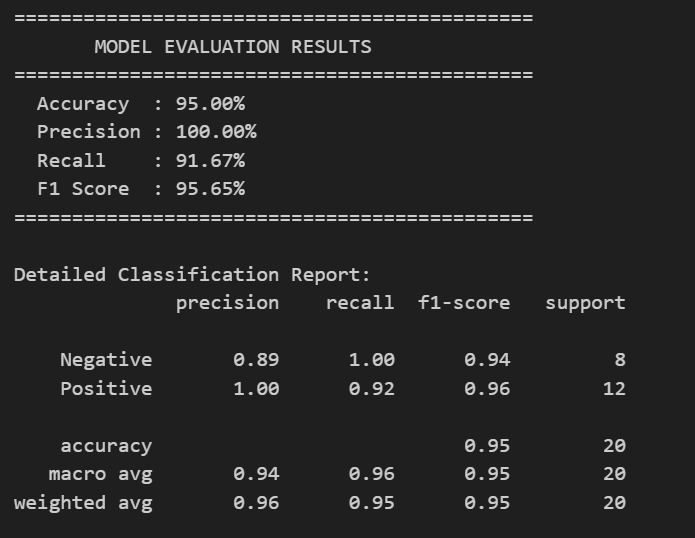 =============================================
MODEL EVALUATION RESULTS
=============================================
Accuracy  : 95.00%
Precision : 100.00%
Recall    : 91.67%
F1 Score  : 95.65%
=============================================
Detailed Classification Report:
precision    recall  f1-score   support
Negative       0.89      1.00      0.94         8
Positive       1.00      0.92      0.96        12
accuracy                           0.95        20
macro avg       0.94      0.96      0.95        20
weighted avg       0.96      0.95      0.95        20